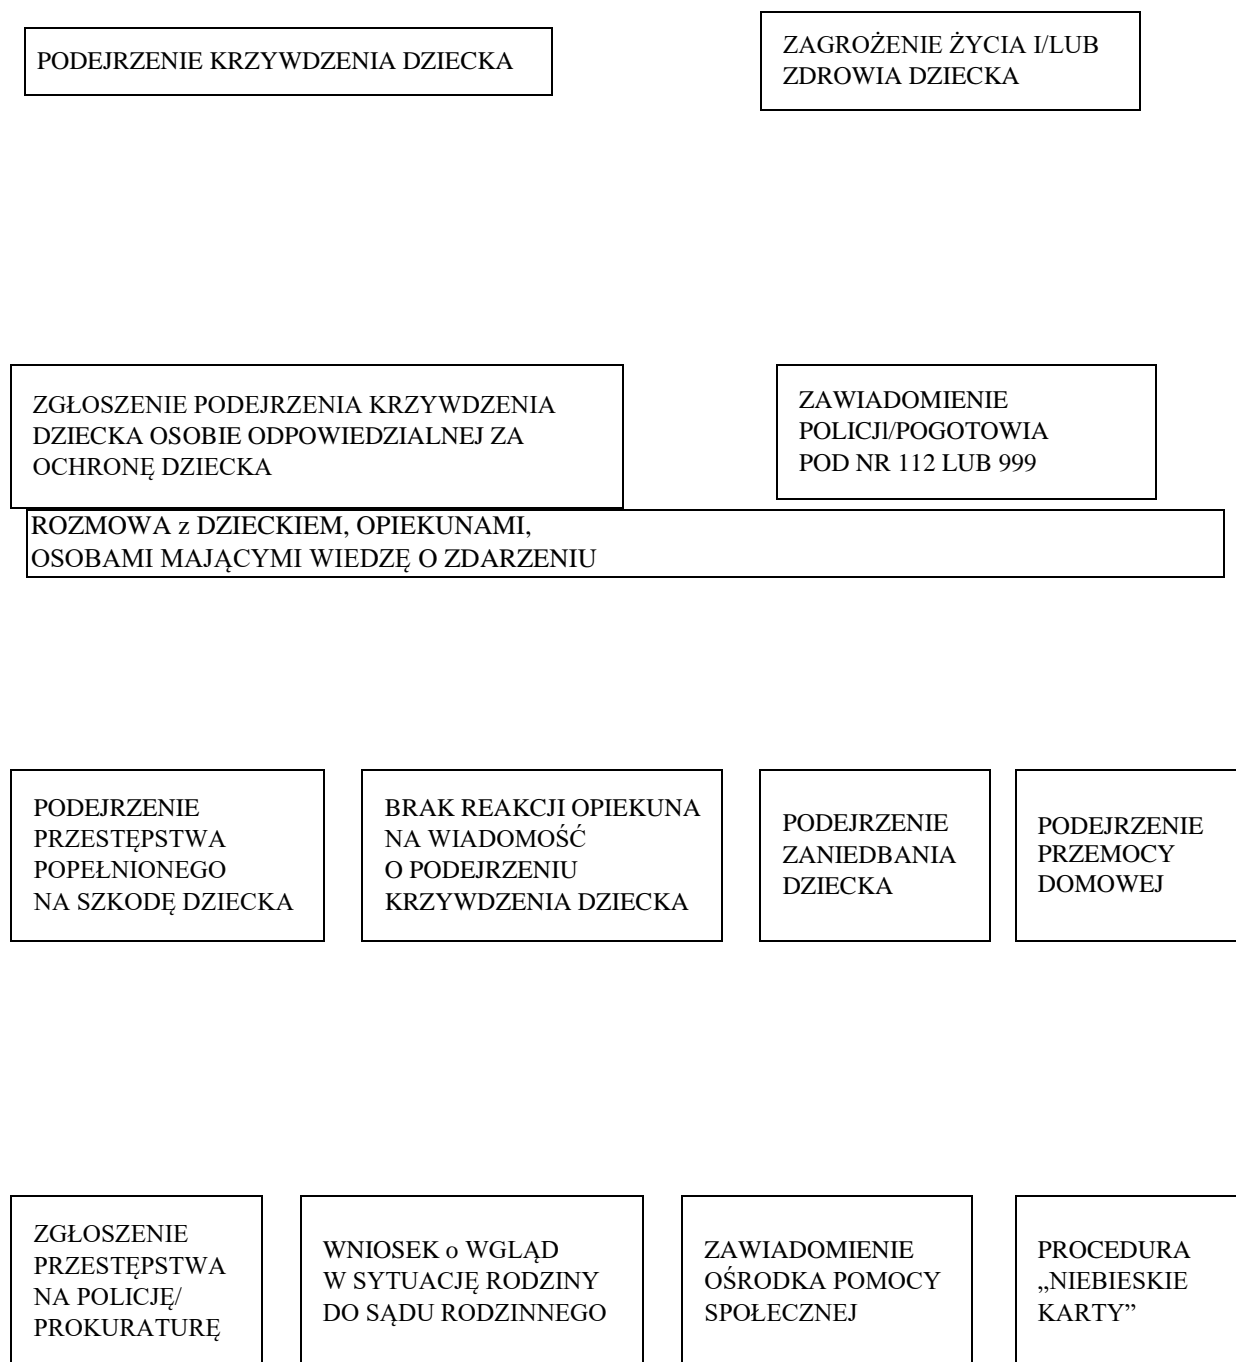 PODEJRZENIE KRZYWDZENIA DZIECKA
ZAGROŻENIE ŻYCIA I/LUB
ZDROWIA DZIECKA
ZGŁOSZENIE PODEJRZENIA KRZYWDZENIA
DZIECKA OSOBIE ODPOWIEDZIALNEJ ZA
OCHRONĘ DZIECKA
ZAWIADOMIENIE
POLICJl/POGOTOWIA
POD NR 112 LUB 999
ROZMOWA z DZIECKIEM, OPIEKUNAMI,
OSOBAMI MAJĄCYMI WIEDZĘ O ZDARZENIU
PODEJRZENIE
PRZESTĘPSTWA
POPEŁNIONEGO
NA SZKODĘ DZIECKA
BRAK REAKCJI OPIEKUNA
NA WIADOMOŚĆ
O PODEJRZENIU
KRZYWDZENIA DZIECKA
PODEJRZENIE
ZANIEDBANIA
DZIECKA
PODEJRZENIE
PRZEMOCY
DOMOWEJ
ZGŁOSZENIE
PRZESTĘPSTWA
NA POLICJĘ/
PROKURATURĘ
WNIOSEK o WGLĄD
W SYTUACJĘ RODZINY
DO SĄDU RODZINNEGO
ZAWIADOMIENIE
OŚRODKA POMOCY
SPOŁECZNEJ
PROCEDURA
„NIEBIESKIE
KARTY”